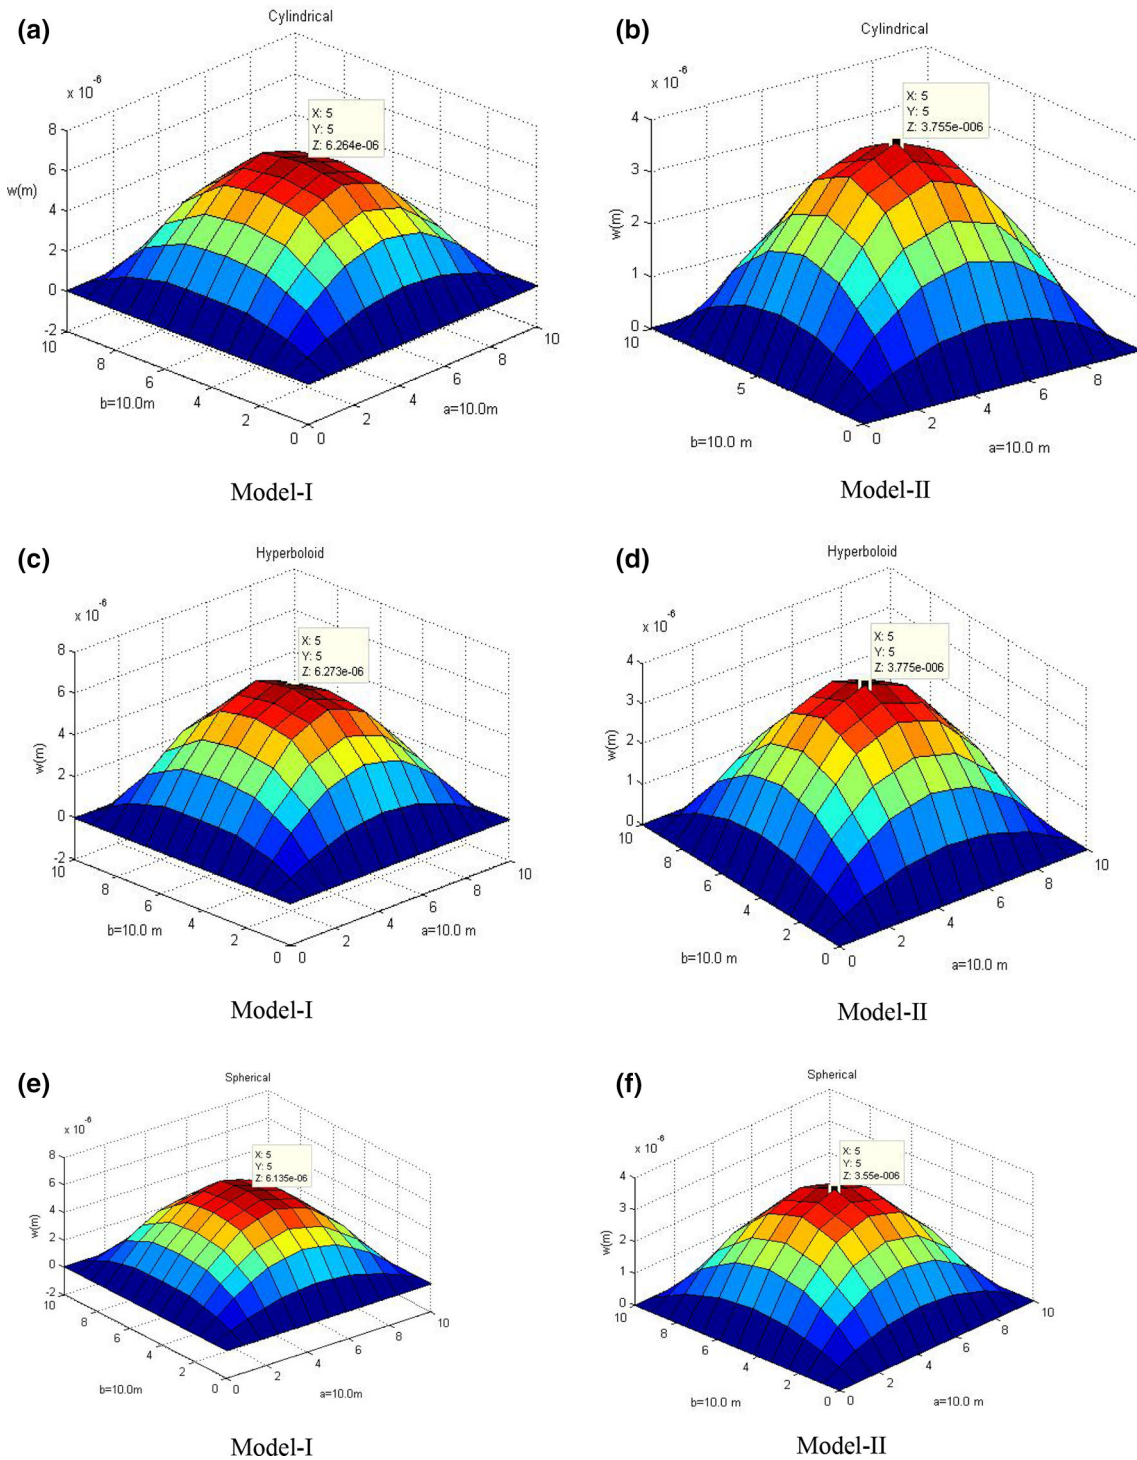 (a)
Cylindrical
x 10^-6
X: 5
Y: 5
Z: 6.264e-06
8
6
w(m)
4
2
0
-2
10
8
6
4
2
0
b=10.0m
0
2
4
6
8
10
a=10.0m
Model-I
(b)
Cylindrical
x 10^-6
X: 5
Y: 5
Z: 3.755e-006
4
3
2
w(m)
1
0
10
5
0
b=10.0 m
0
2
4
6
8
a=10.0 m
Model-II
(c)
Hyperboloid
x 10^-6
X: 5
Y: 5
Z: 6.273e-06
8
6
4
w(m)
2
0
-2
10
8
6
4
2
0
b=10.0 m
0
2
4
6
8
10
a=10.0 m
Model-I
(d)
Hyperboloid
x 10^-6
X: 5
Y: 5
Z: 3.775e-006
4
3
2
w(m)
1
0
10
8
6
4
2
0
b=10.0 m
0
2
4
6
8
10
a=10.0 m
Model-II
(e)
Spherical
x 10^-6
X: 5
Y: 5
Z: 6.135e-06
8
6
4
w(m)
2
0
-2
10
8
6
4
2
0
b=10.0m
0
2
4
6
8
10
a=10.0m
Model-I
(f)
Spherical
x 10^-6
X: 5
Y: 5
Z: 3.55e-006
4
3
2
w(m)
1
0
10
8
6
4
2
0
b=10.0 m
0
2
4
6
8
10
a=10.0 m
Model-II